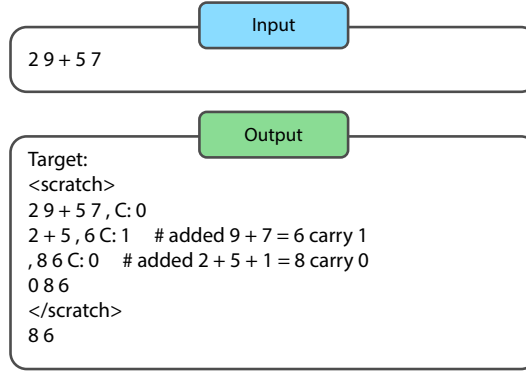 Input
2 9 + 5 7
Output
Target:
<scratch>
2 9 + 5 7 , C: 0
2 + 5 , 6 C: 1 # added 9 + 7 = 6 carry 1
, 8 6 C: 0 # added 2 + 5 + 1 = 8 carry 0
0 8 6
</scratch>
8 6